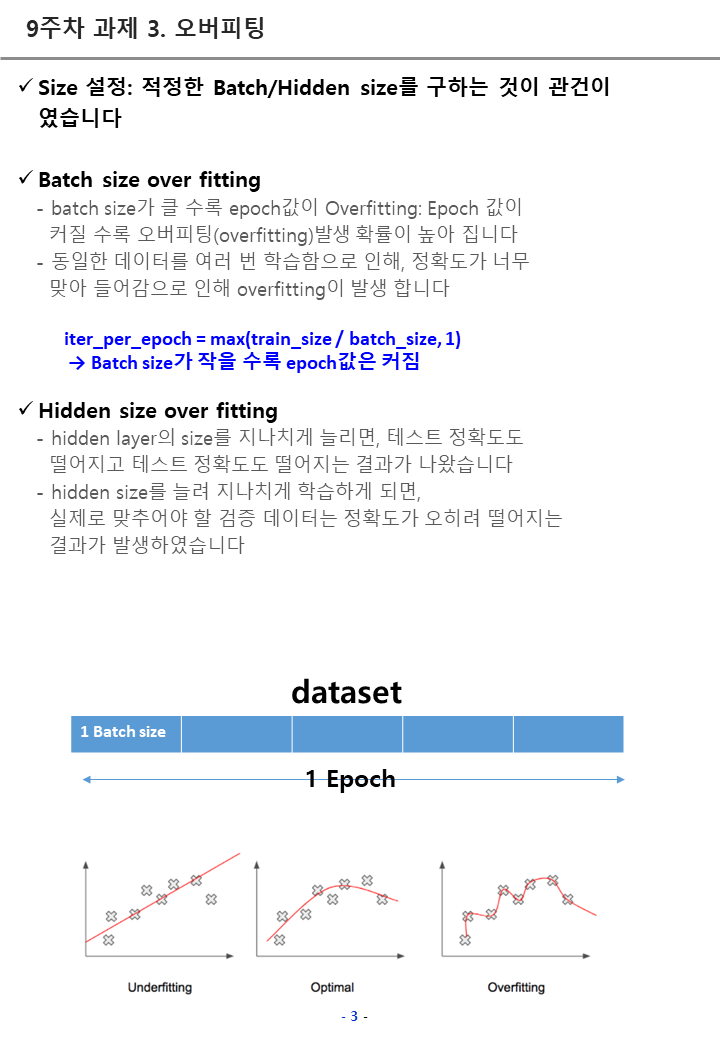 9주차 과제 3. 오버피팅
✓ Size 설정: 적정한 Batch/Hidden size를 구하는 것이 관건이
였습니다
✓ Batch size over fitting
- batch size가 클 수록 epoch값이 Overfitting: Epoch 값이
커질 수록 오버피팅(overfitting)발생 확률이 높아 집니다
- 동일한 데이터를 여러 번 학습함으로 인해, 정확도가 너무
맞아 들어감으로 인해 overfitting이 발생 합니다
iter_per_epoch = max(train_size / batch_size, 1)
→ Batch size가 작을 수록 epoch값은 커짐
✓ Hidden size over fitting
- hidden layer의 size를 지나치게 늘리면, 테스트 정확도도
떨어지고 테스트 정확도도 떨어지는 결과가 나왔습니다
- hidden size를 늘려 지나치게 학습하게 되면,
실제로 맞추어야 할 검증 데이터는 정확도가 오히려 떨어지는
결과가 발생하였습니다
dataset
1 Batch size
1 Epoch
Underfitting
Optimal
Overfitting
- 3 -